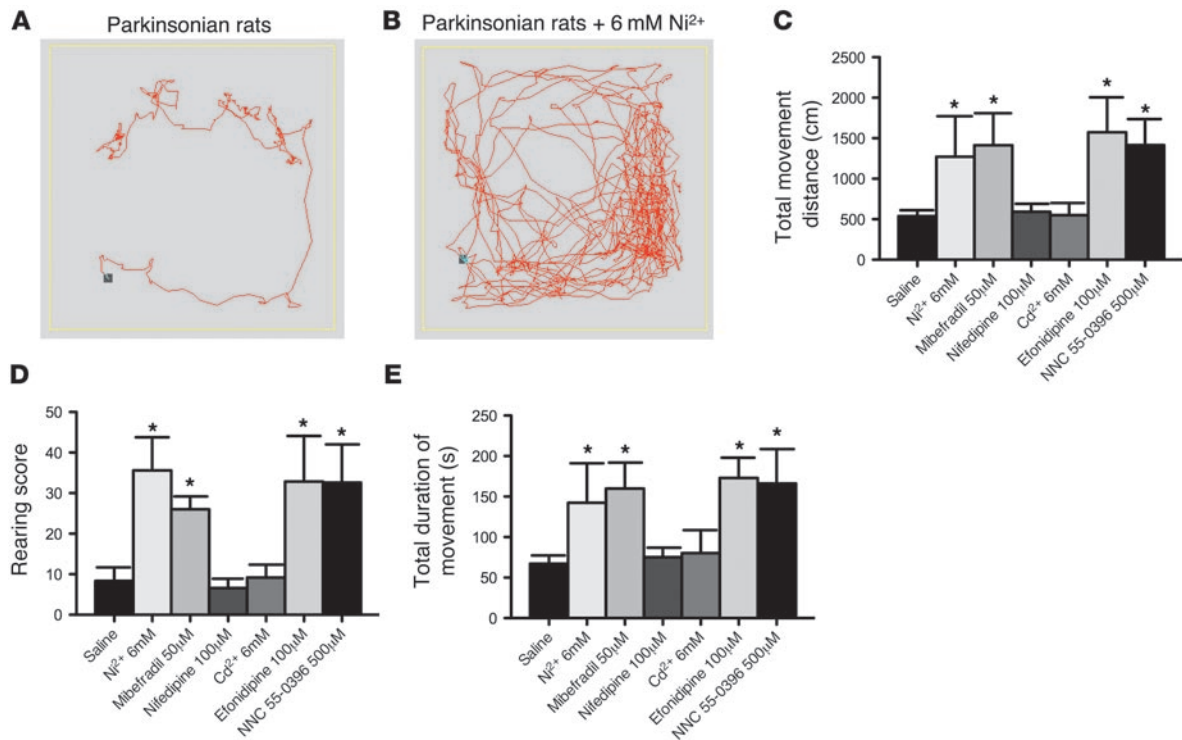 A
Parkinsonian rats
B
Parkinsonian rats + 6 mM Ni²⁺
C
Total movement
distance (cm)
2500
2000
1500
1000
500
0
Saline
Ni²⁺ 6mM
Mibefradil 50μM
Nifedipine 100μM
Cd²⁺ 6mM
Efonidipine 100μM
NNC 55-0396 500μM
* * * *
D
Rearing score
50
40
30
20
10
0
Saline
Ni²⁺ 6mM
Mibefradil 50μM
Nifedipine 100μM
Cd²⁺ 6mM
Efonidipine 100μM
NNC 55-0396 500μM
* * * *
E
Total duration of
movement (s)
250
200
150
100
50
0
Saline
Ni²⁺ 6mM
Mibefradil 50μM
Nifedipine 100μM
Cd²⁺ 6mM
Efonidipine 100μM
NNC 55-0396 500μM
* * * *